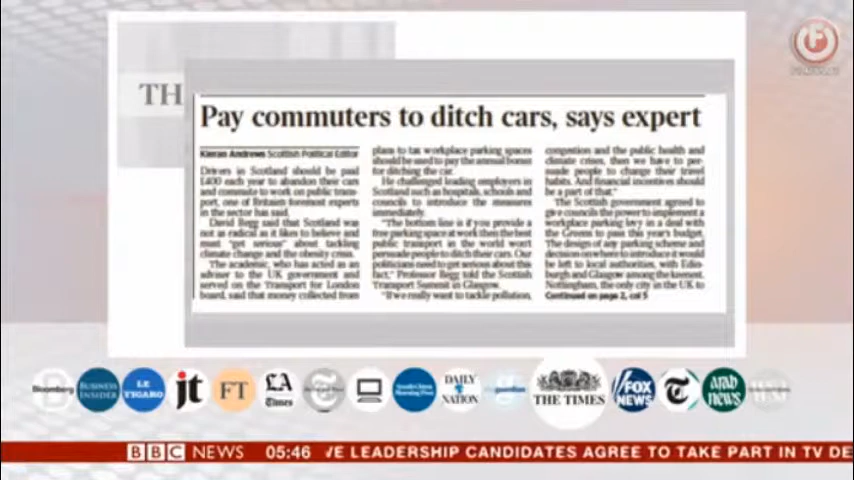 TH
Pay commuters to ditch cars, says expert
Kieran Andrews Scottish Political Editor
Drivers in Scotland should be paid
£400 each year to abandon their cars
and commute to work on public trans-
port, one of Britain's foremost experts
in the sector has said.
David Begg said that Scotland was
not as radical as it likes to believe and
must "get serious" about tackling
climate change and the obesity crisis.
The academic, who has acted as an
adviser to the UK government and
served on the Transport for London
board, said that money collected from
plans to tax workplace parking spaces
should be used to pay the annual bonus
for ditching the car.
He challenged leading employers in
Scotland such as hospitals, schools and
councils to introduce the measures
immediately.
"The bottom line is if you provide a
free parking space at work then the best
public transport in the world won't
persuade people to ditch their cars. Our
politicians need to get serious about this
fact," Professor Begg told the Scottish
Transport Summit in Glasgow.
"If we really want to tackle pollution,
congestion and the public health and
climate crises, then we have to per-
suade people to change their travel
habits. And financial incentives should
be a part of that."
The Scottish government agreed to
give councils the power to implement a
workplace parking levy in a deal with
the Greens to pass this year's budget.
The design of any parking scheme and
decision on where to introduce it would
be left to local authorities, with Edin-
burgh and Glasgow among the keenest.
Nottingham, the only city in the UK to
Continued on page 2, col 5
Bloomberg
BUSINESS INSIDER
LE FIGARO
jt
FT
LA Times
South China Morning Post
DAILY NATION
guardian
THE TIMES
FOX NEWS
T
arab news
WSJ
BBC NEWS 05:46 VE LEADERSHIP CANDIDATES AGREE TO TAKE PART IN TV DE